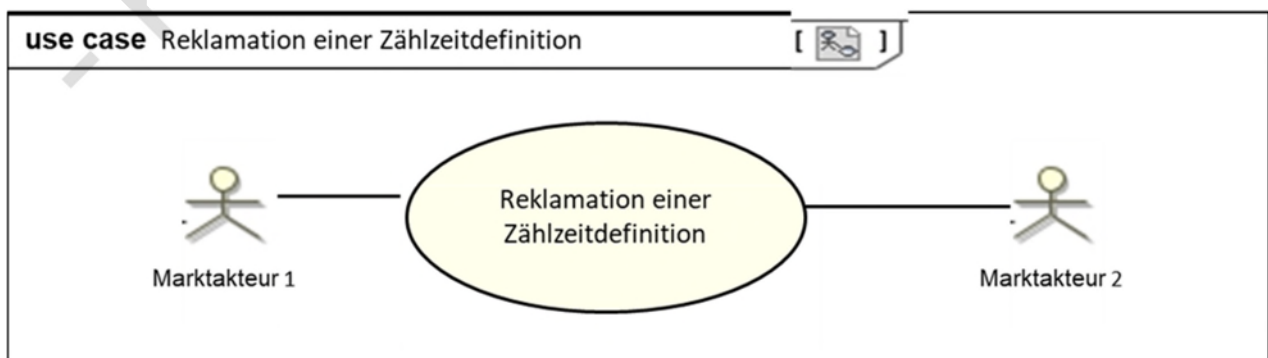 use case Reklamation einer Zählzeitdefinition [ ]
Reklamation einer
Zählzeitdefinition
Marktakteur 1
Marktakteur 2